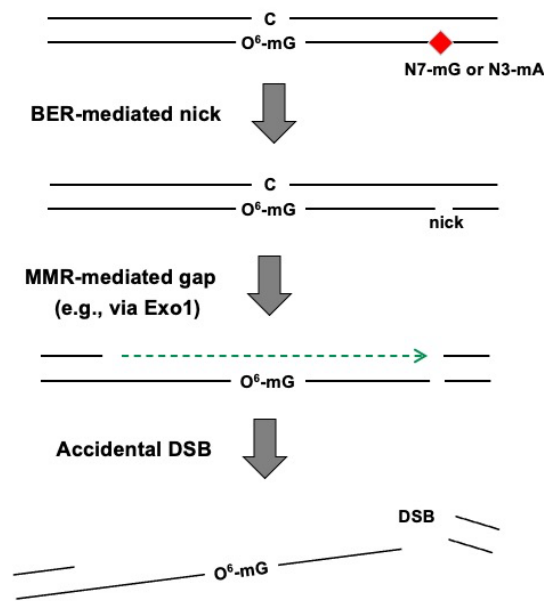 C
O⁶-mG
N7-mG or N3-mA
BER-mediated nick
C
O⁶-mG
nick
MMR-mediated gap
(e.g., via Exo1)
O⁶-mG
Accidental DSB
DSB
O⁶-mG